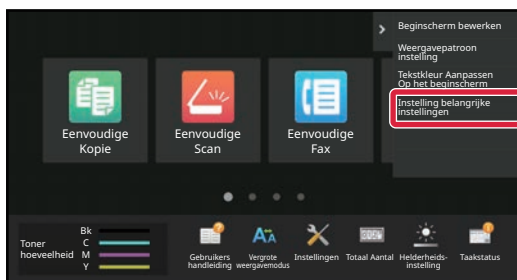 Beginscherm bewerken
Weergavepatroon
instelling
Tekstkleur Aanpassen
Op het beginscherm
Instelling belangrijke
instellingen
Eenvoudige
Kopie
Eenvoudige
Scan
Eenvoudige
Fax
Toner
hoeveelheid
Bk
C
M
Y
Gebruikers
handleiding
Vergrote
weergavemodus
Instellingen
Totaal Aantal
Helderheids-
instelling
Taakstatus